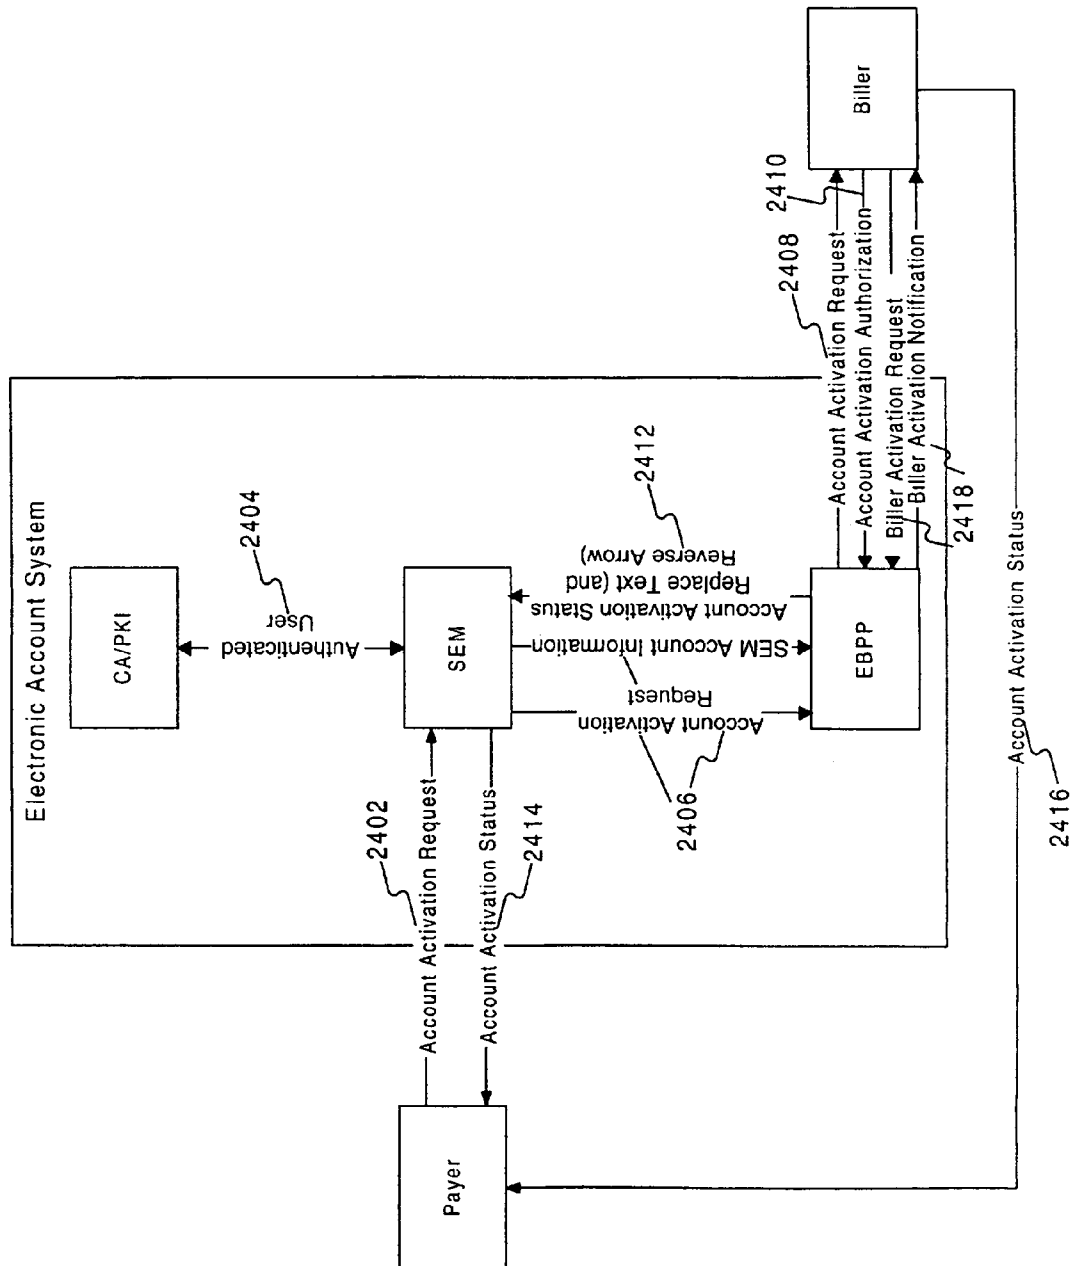 Electronic Account System
CA/PKI
2404
User
Authenticated
2402
Account Activation Request
SEM
Account Activation Status
2414
2406
Account Activation
Request
SEM Account Information
Account Activation Status
Replace Text (and
Reverse Arrow)
2412
Payer
EBPP
2408
2410
Account Activation Request
Account Activation Authorization
Biller Activation Request
Biller Activation Notification
2418
Biller
Account Activation Status
2416